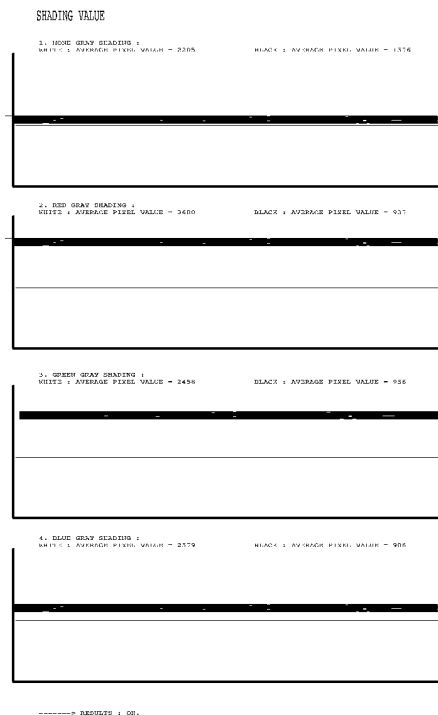 SHADING VALUE
1. NONE GRAY SHADING :
WHITE : AVERAGE PIXEL VALUE = 2205 BLACK : AVERAGE PIXEL VALUE = 1376
2. RED GRAY SHADING :
WHITE : AVERAGE PIXEL VALUE = 3600 BLACK : AVERAGE PIXEL VALUE = 937
3. GREEN GRAY SHADING :
WHITE : AVERAGE PIXEL VALUE = 2458 BLACK : AVERAGE PIXEL VALUE = 936
4. BLUE GRAY SHADING :
WHITE : AVERAGE PIXEL VALUE = 2379 BLACK : AVERAGE PIXEL VALUE = 906
-------> RESULTS : OK.